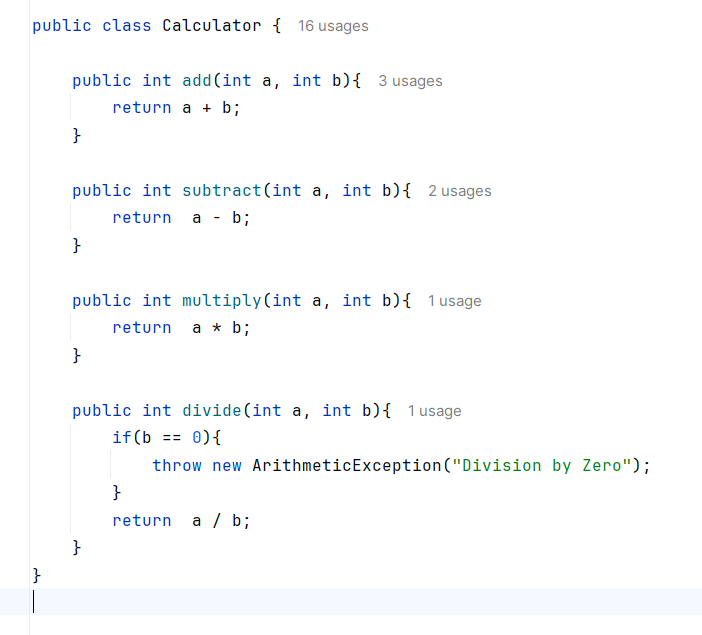 public class Calculator {  16 usages
public int add(int a, int b){  3 usages
return a + b;
}
public int subtract(int a, int b){  2 usages
return  a - b;
}
public int multiply(int a, int b){  1 usage
return  a * b;
}
public int divide(int a, int b){  1 usage
if(b == 0){
throw new ArithmeticException("Division by Zero");
}
return  a / b;
}
}